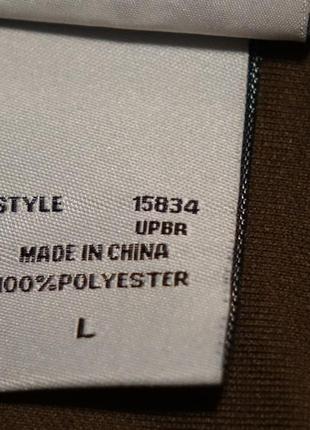 STYLE 15834
UPBR
MADE IN CHINA
100%POLYESTER
L